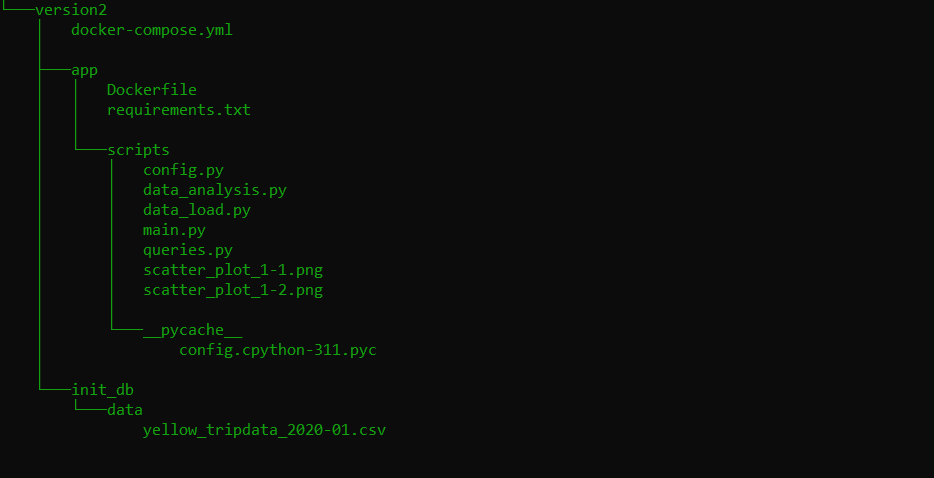 version2
docker-compose.yml
app
Dockerfile
requirements.txt
scripts
config.py
data_analysis.py
data_load.py
main.py
queries.py
scatter_plot_1-1.png
scatter_plot_1-2.png
__pycache__
config.cpython-311.pyc
init_db
data
yellow_tripdata_2020-01.csv